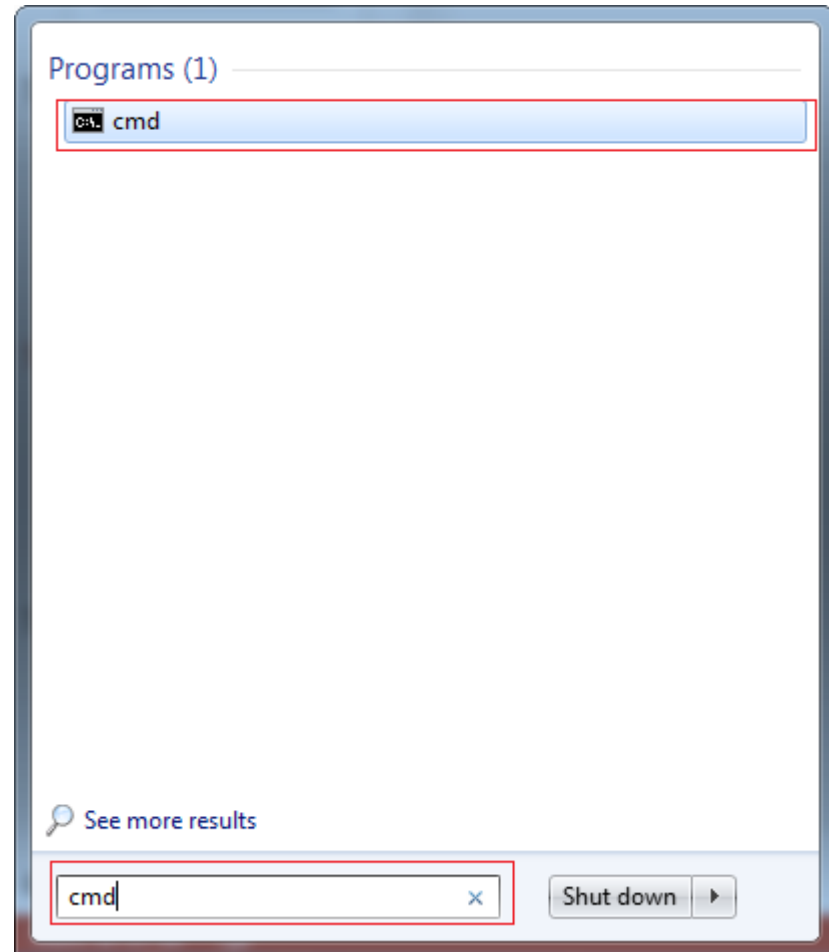 Programs (1)
C:\. cmd
See more results
cmd
Shut down